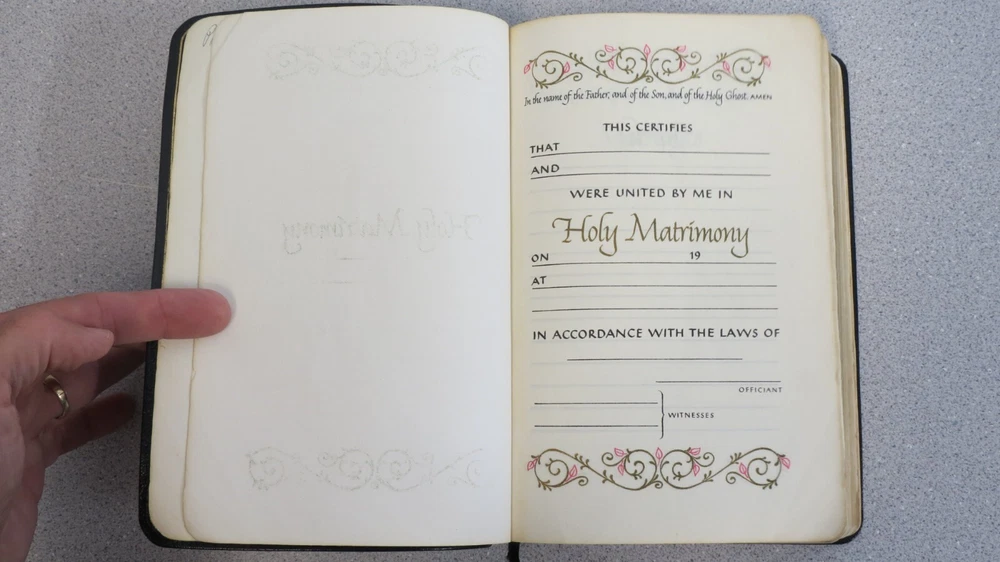 In the name of the Father, and of the Son, and of the Holy Ghost. AMEN
THIS CERTIFIES
THAT
AND
WERE UNITED BY ME IN
Holy Matrimony
ON 19
AT
IN ACCORDANCE WITH THE LAWS OF
OFFICIANT
WITNESSES